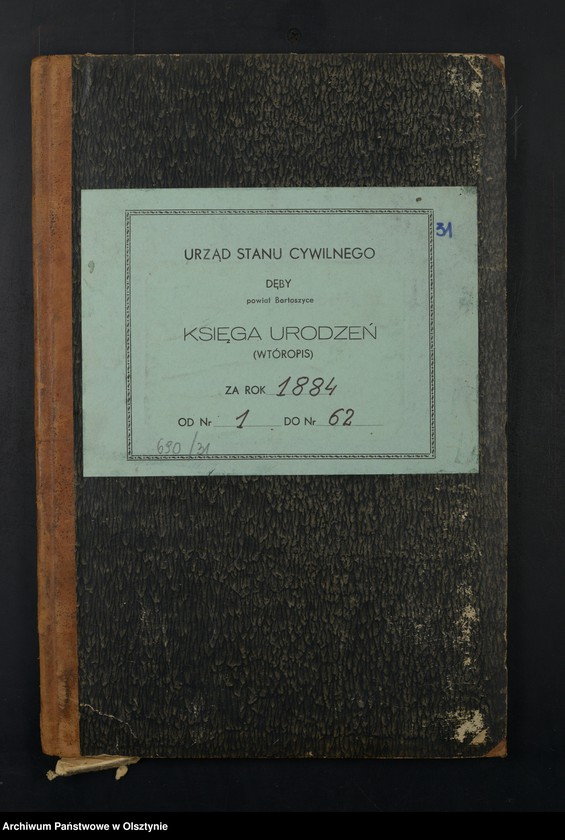 31
URZĄD STANU CYWILNEGO
DĘBY
powiat Bartoszyce
KSIĘGA URODZEŃ
(WTÓROPIS)
ZA ROK 1884
OD Nr 1 DO Nr 62
690/31
Archiwum Państwowe w Olsztynie